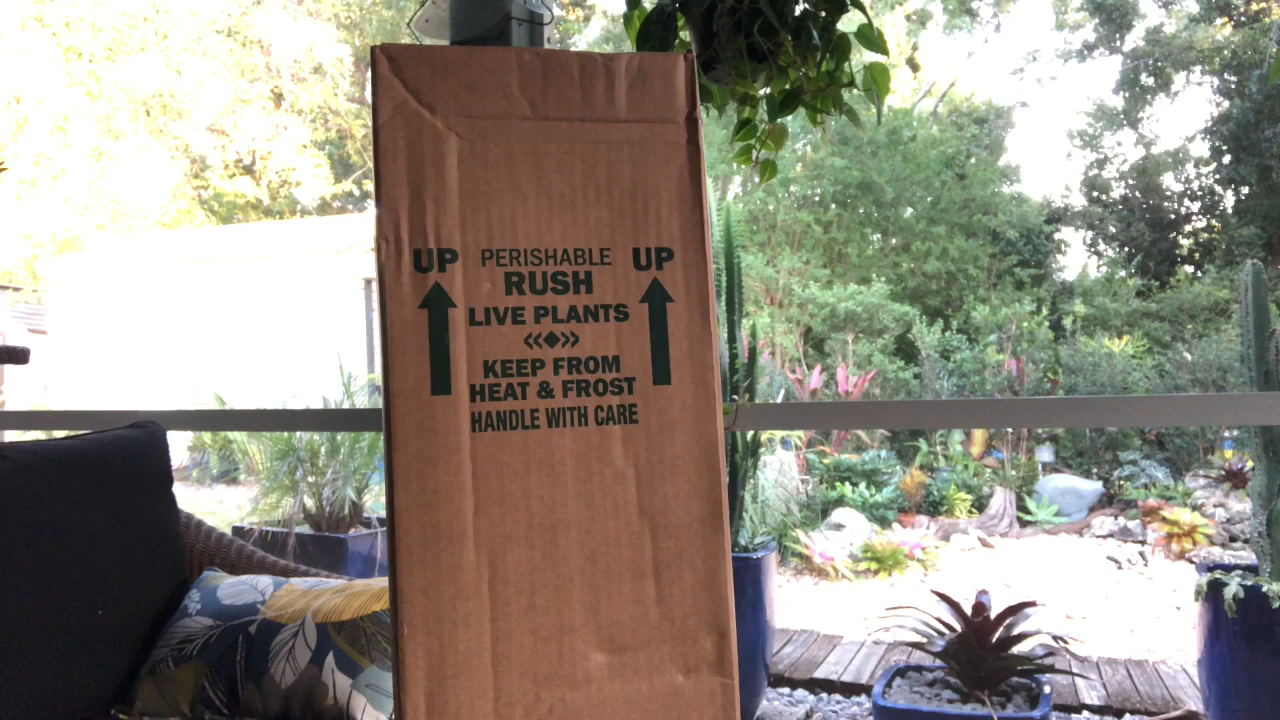 UP PERISHABLE UP
RUSH
LIVE PLANTS
KEEP FROM
HEAT & FROST
HANDLE WITH CARE